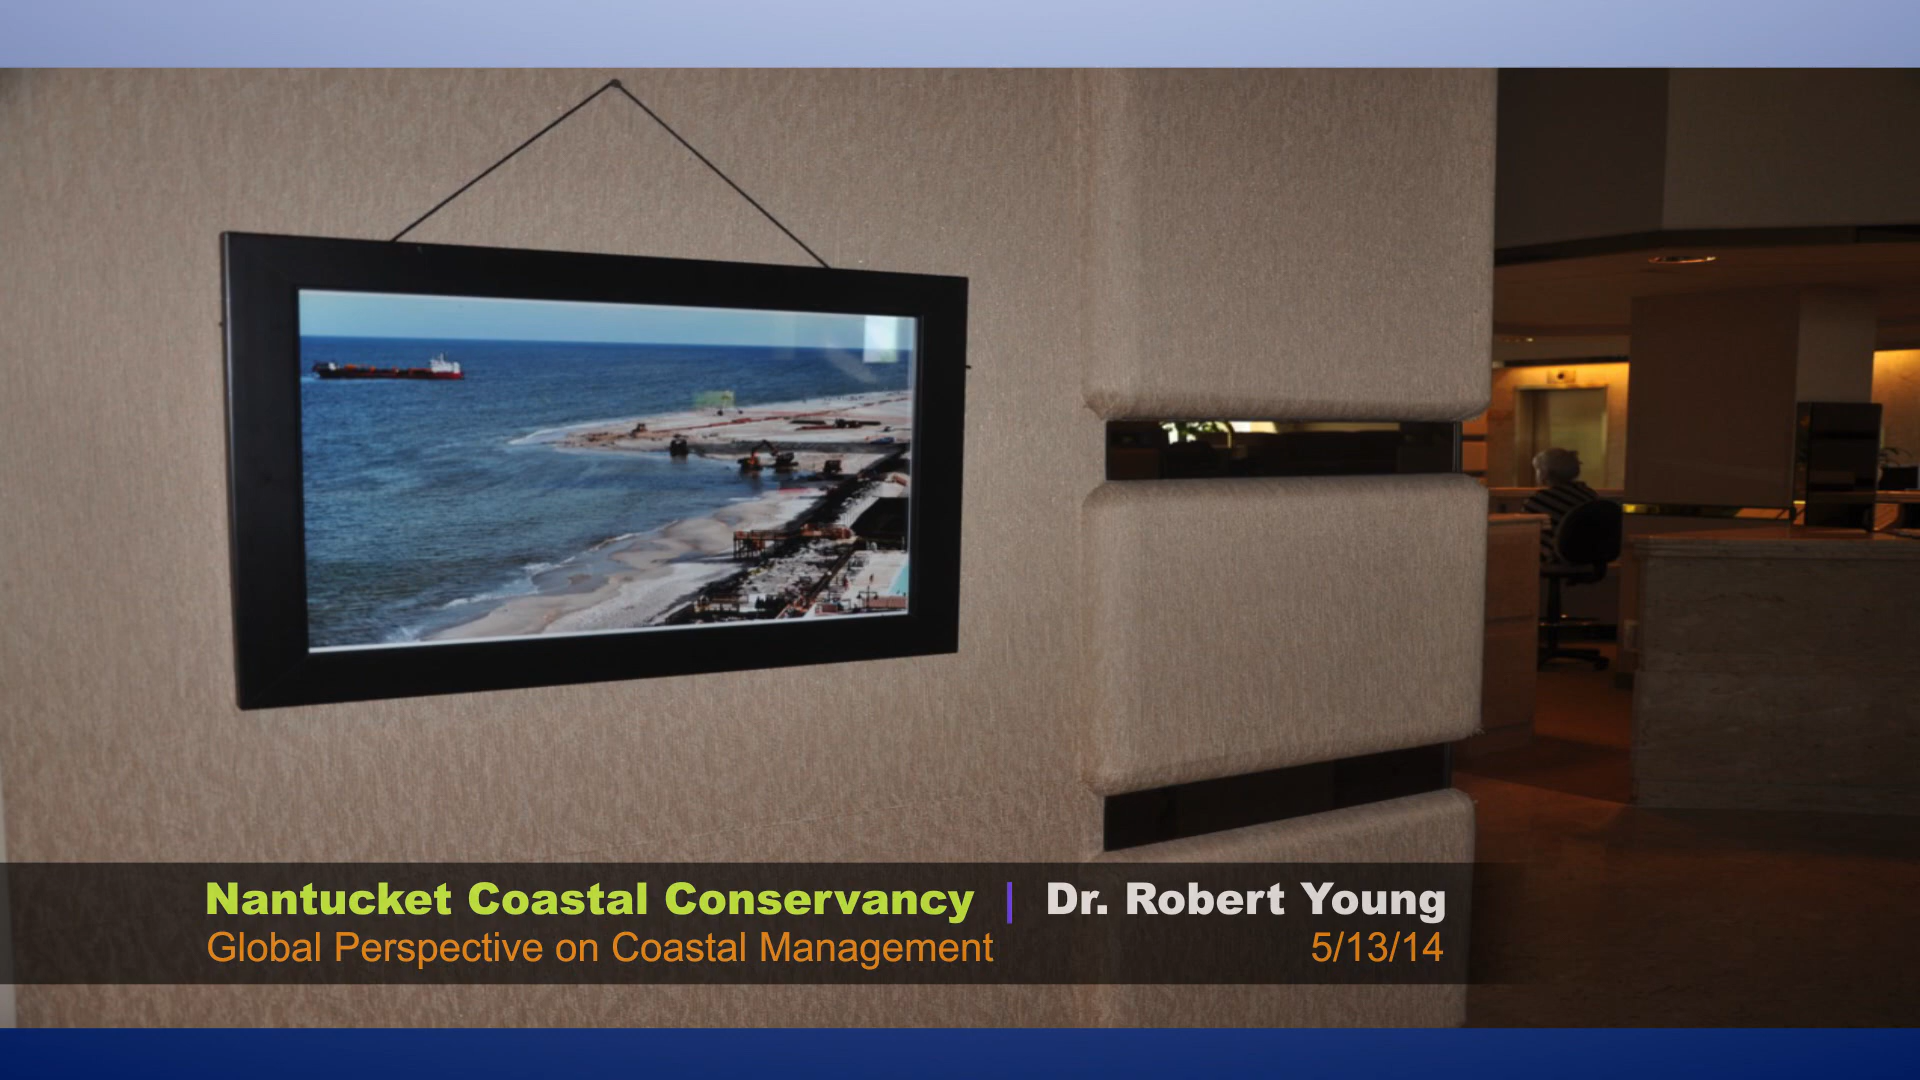 Nantucket Coastal Conservancy | Dr. Robert Young
Global Perspective on Coastal Management 5/13/14